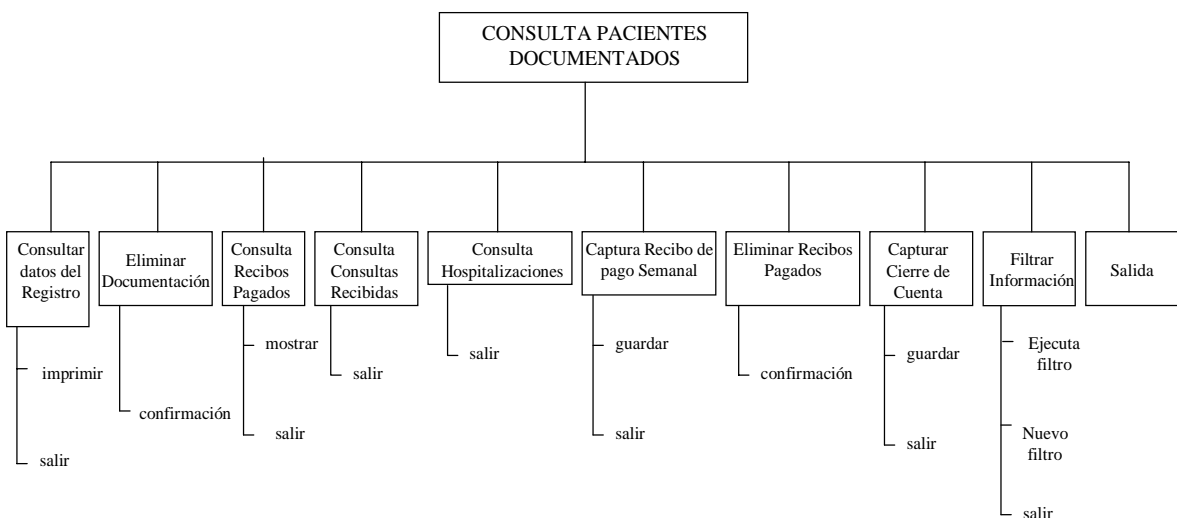 CONSULTA PACIENTES
DOCUMENTADOS
Consultar
datos del
Registro
imprimir
salir
Eliminar
Documentación
confirmación
Consulta
Recibos
Pagados
mostrar
salir
Consulta
Consultas
Recibidas
salir
Consulta
Hospitalizaciones
salir
Captura Recibo de
pago Semanal
guardar
salir
Eliminar Recibos
Pagados
confirmación
Capturar
Cierre de
Cuenta
guardar
salir
Filtrar
Información
Ejecuta
filtro
Nuevo
filtro
salir
Salida